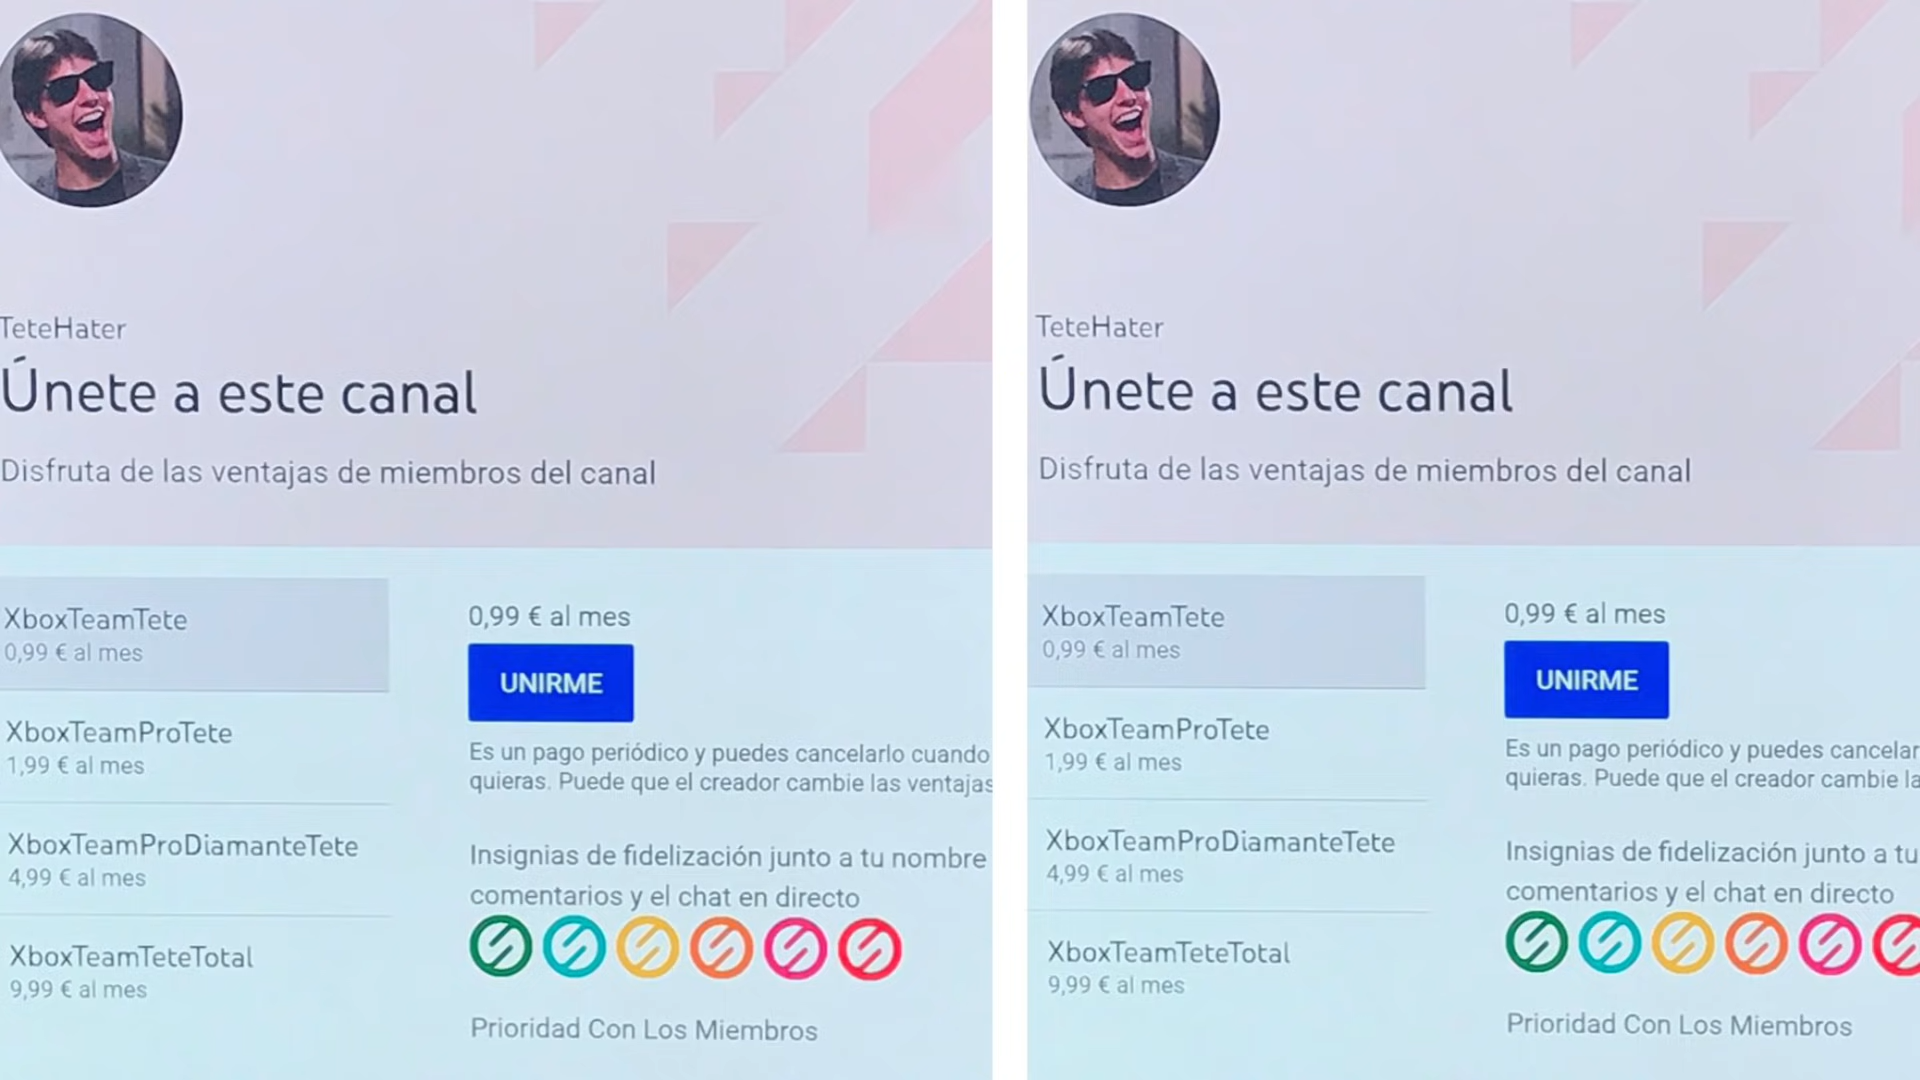 TeteHater
Únete a este canal
Disfruta de las ventajas de miembros del canal
XboxTeamTete
0,99 € al mes
XboxTeamProTete
1,99 € al mes
XboxTeamProDiamanteTete
4,99 € al mes
XboxTeamTeteTotal
9,99 € al mes
0,99 € al mes
UNIRME
Es un pago periódico y puedes cancelarlo cuando
quieras. Puede que el creador cambie las ventajas
Insignias de fidelización junto a tu nombre
comentarios y el chat en directo
Prioridad Con Los Miembros
TeteHater
Únete a este canal
Disfruta de las ventajas de miembros del canal
XboxTeamTete
0,99 € al mes
XboxTeamProTete
1,99 € al mes
XboxTeamProDiamanteTete
4,99 € al mes
XboxTeamTeteTotal
9,99 € al mes
0,99 € al mes
UNIRME
Es un pago periódico y puedes cancelar
quieras. Puede que el creador cambie la
Insignias de fidelización junto a tu
comentarios y el chat en directo
Prioridad Con Los Miembros